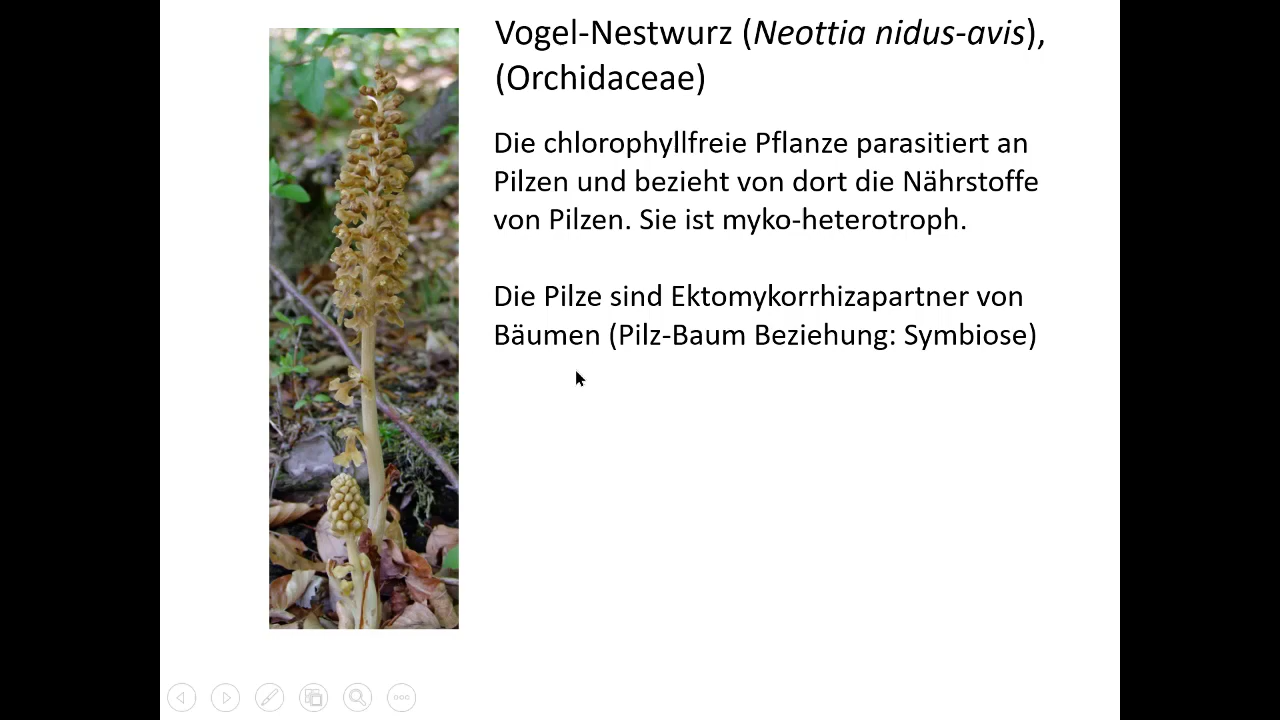 Vogel-Nestwurz (Neottia nidus-avis),
(Orchidaceae)
Die chlorophyllfreie Pflanze parasitiert an
Pilzen und bezieht von dort die Nährstoffe
von Pilzen. Sie ist myko-heterotroph.
Die Pilze sind Ektomykorrhizapartner von
Bäumen (Pilz-Baum Beziehung: Symbiose)